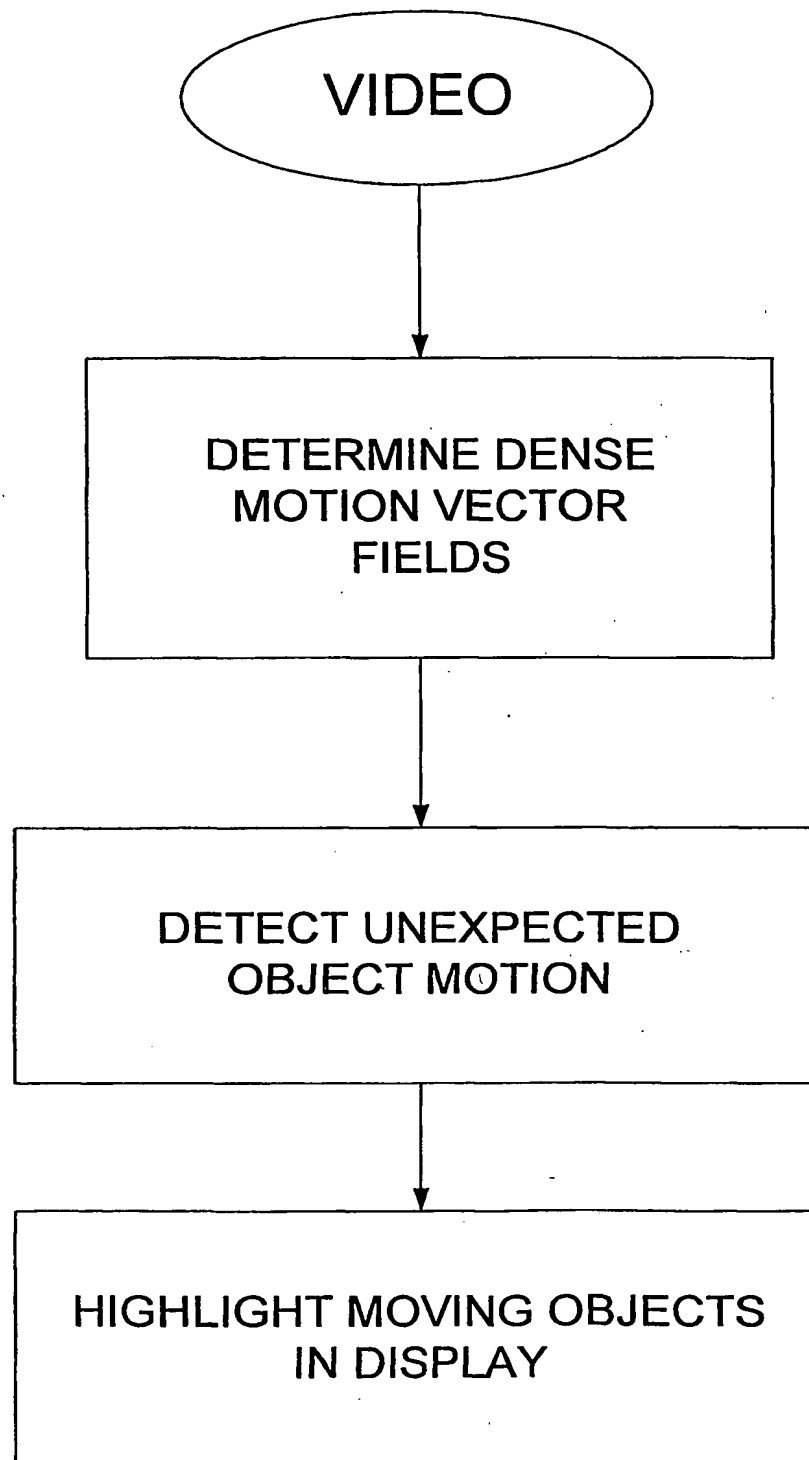 VIDEO
DETERMINE DENSE
MOTION VECTOR
FIELDS
DETECT UNEXPECTED
OBJECT MOTION
HIGHLIGHT MOVING OBJECTS
IN DISPLAY